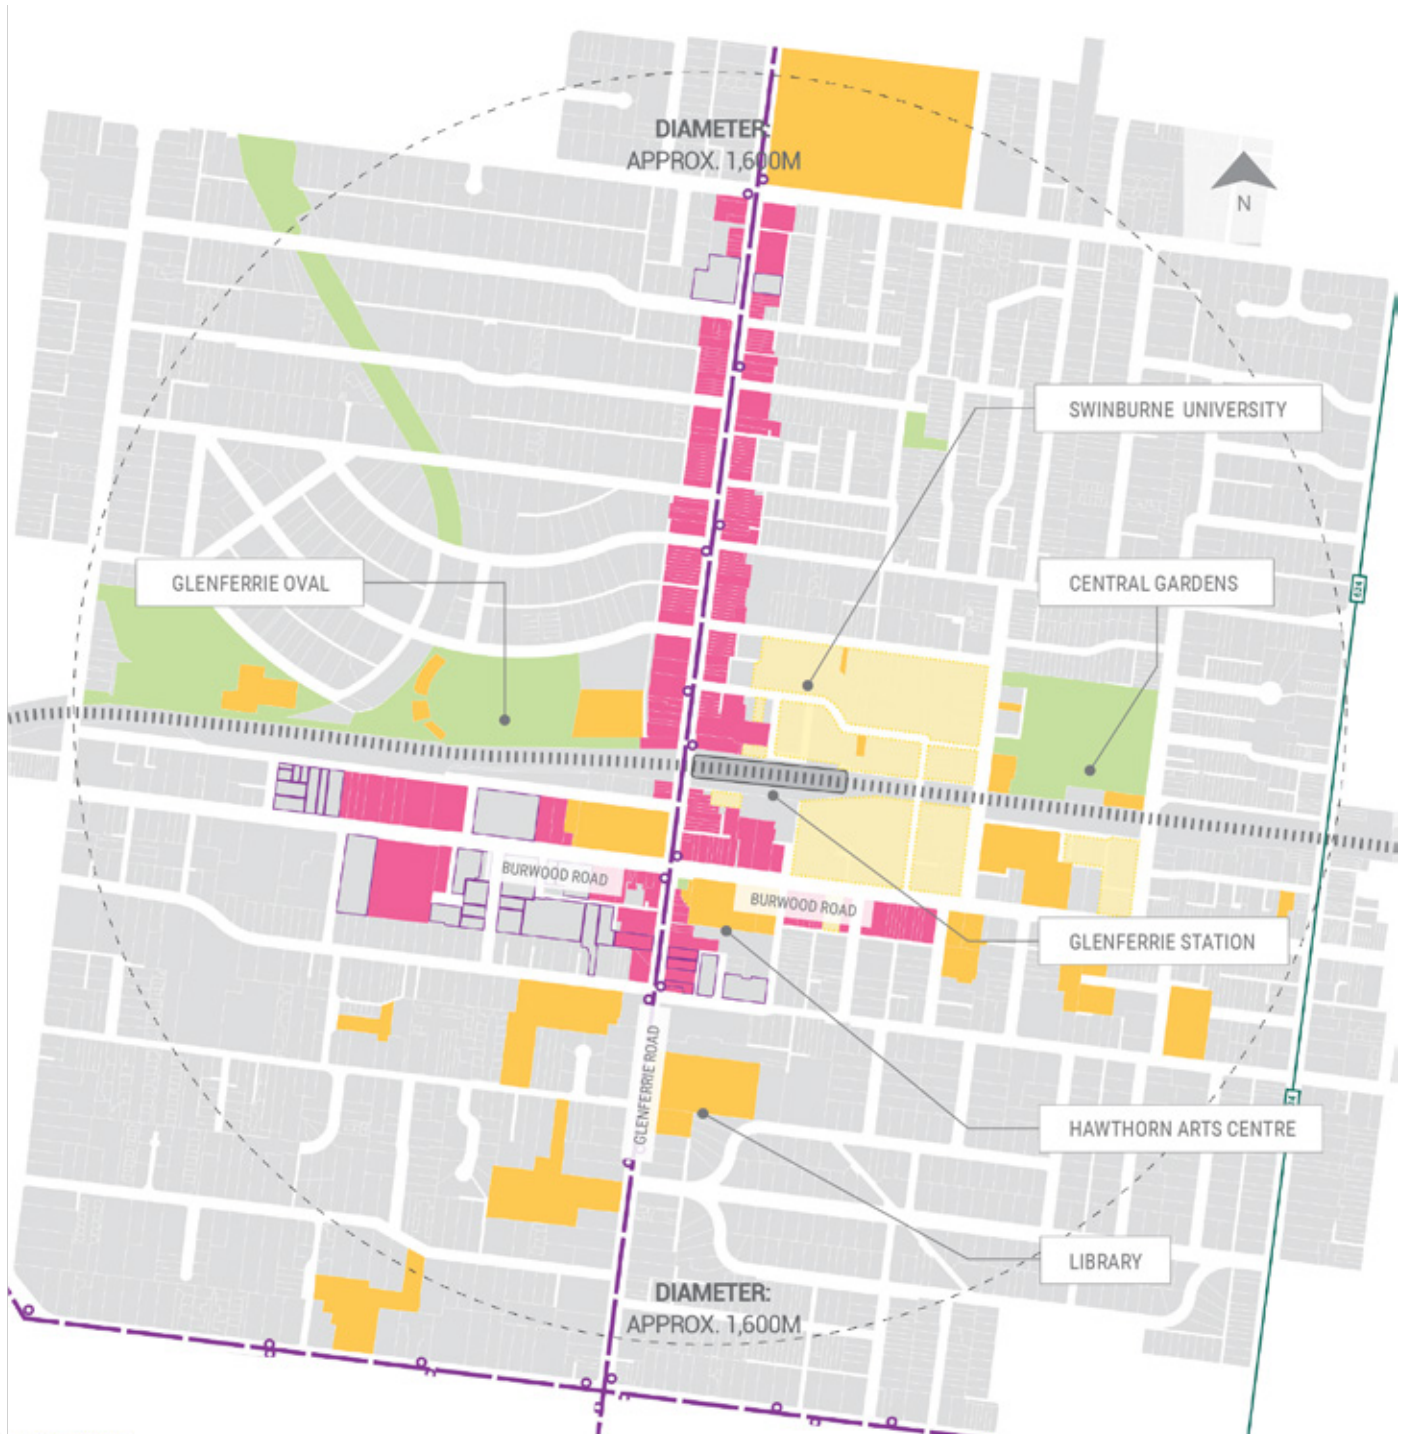 DIAMETER:
APPROX. 1,600M
N
SWINBURNE UNIVERSITY
GLENFERRIE OVAL
CENTRAL GARDENS
624
BURWOOD ROAD
BURWOOD ROAD
GLENFERRIE STATION
GLENFERRIE ROAD
HAWTHORN ARTS CENTRE
LIBRARY
DIAMETER:
APPROX. 1,600M